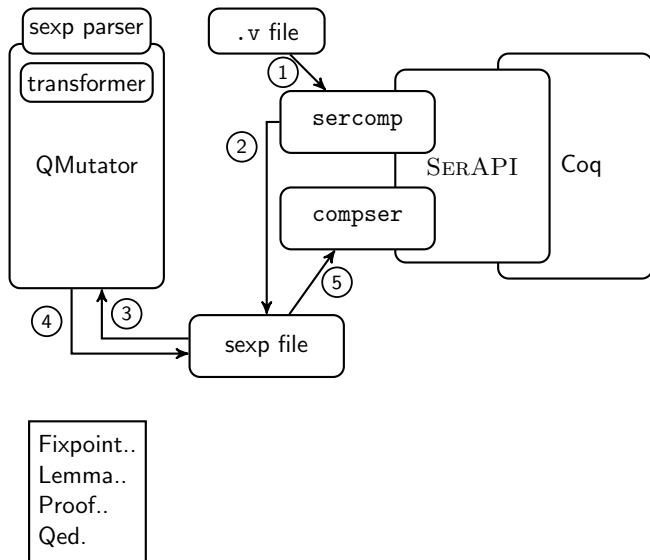 sexp parser
.v file
transformer
1
sercomp
2
QMutator
SERAPI
Coq
compser
5
4
3
sexp file
Fixpoint..
Lemma..
Proof..
Qed.